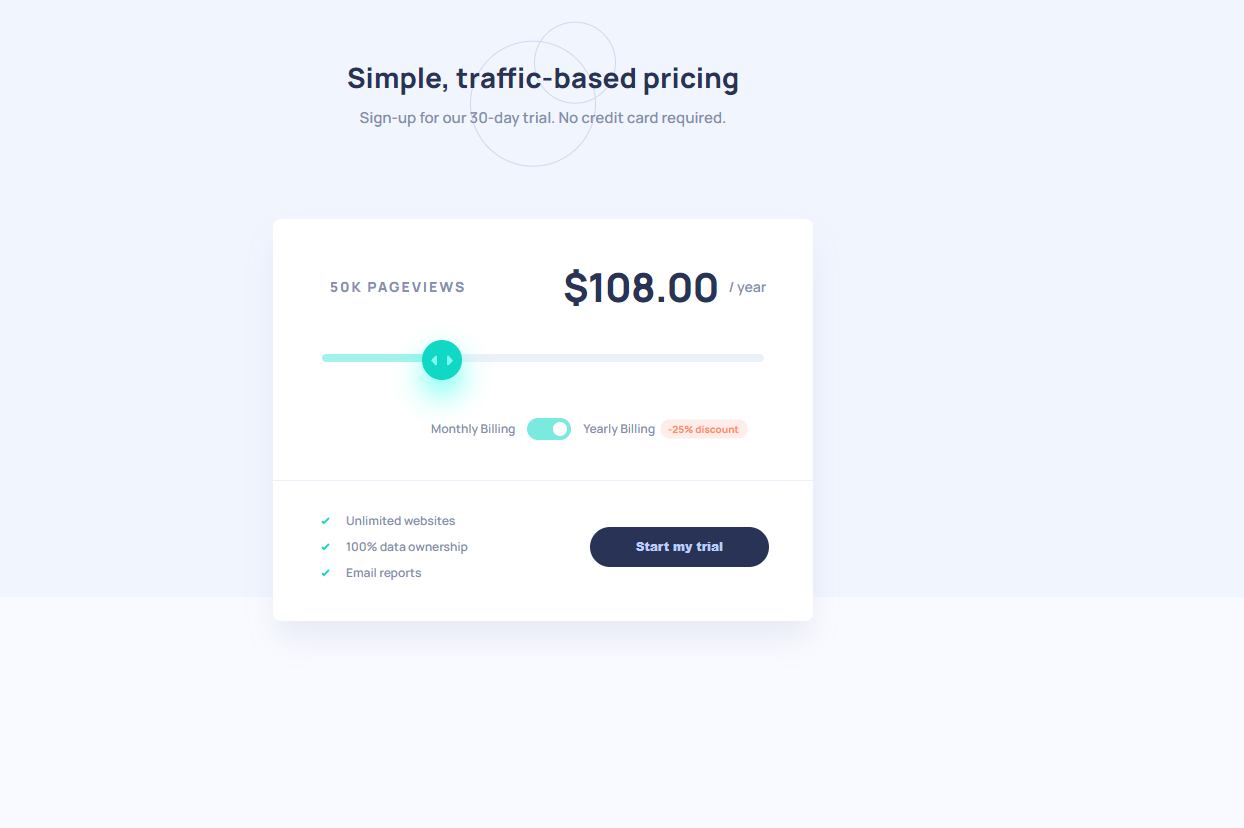 Simple, traffic-based pricing
Sign-up for our 30-day trial. No credit card required.
50K PAGEVIEWS $108.00 / year
Monthly Billing Yearly Billing -25% discount
Unlimited websites
100% data ownership
Email reports
Start my trial